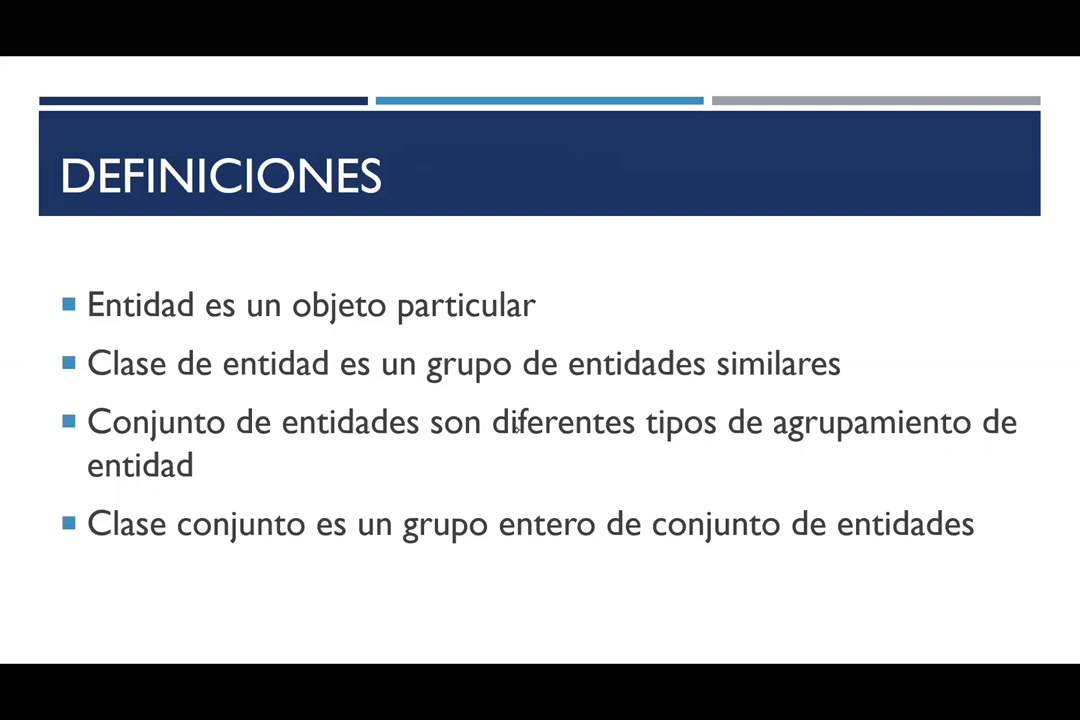 DEFINICIONES
Entidad es un objeto particular
Clase de entidad es un grupo de entidades similares
Conjunto de entidades son diferentes tipos de agrupamiento de
entidad
Clase conjunto es un grupo entero de conjunto de entidades